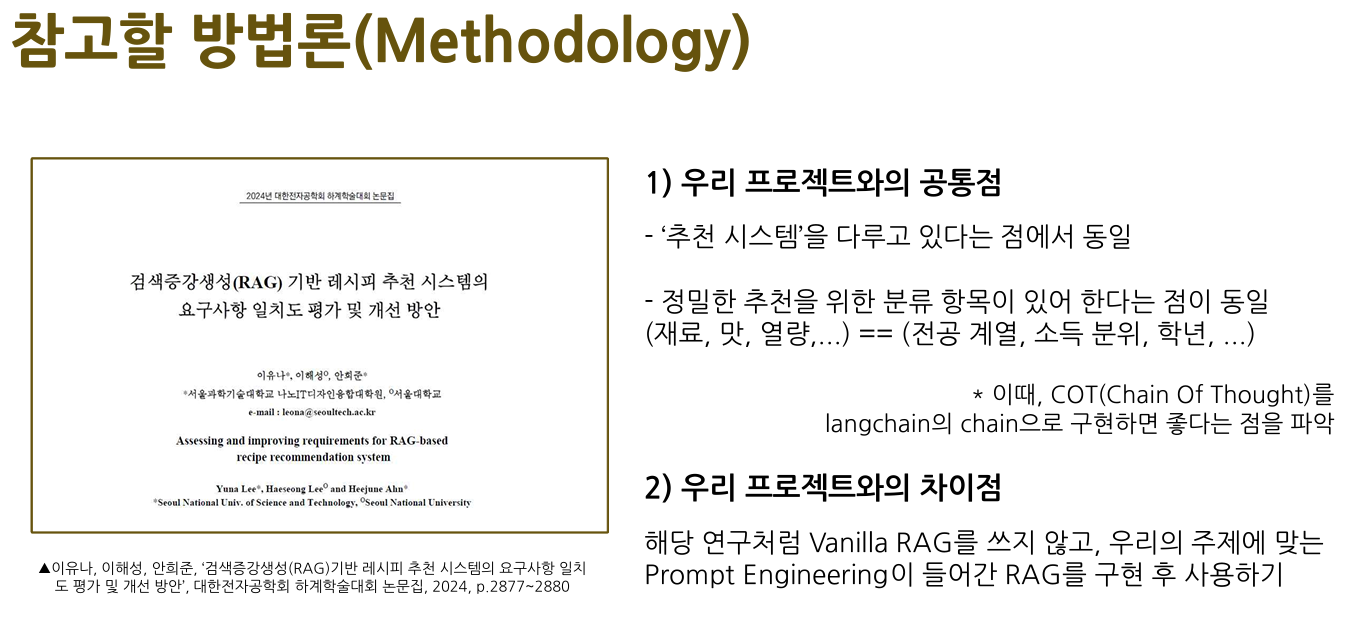 참고할 방법론(Methodology)
2024년 대한전자공학회 하계학술대회 논문집
검색증강생성(RAG) 기반 레시피 추천 시스템의
요구사항 일치도 평가 및 개선 방안
이유나*, 이해성O, 안희준*
*서울과학기술대학교 나노IT디자인융합대학원, O서울대학교
e-mail : leona@seoultech.ac.kr
Assessing and improving requirements for RAG-based
recipe recommendation system
Yuna Lee*, Haeseong LeeO and Heejune Ahn*
*Seoul National Univ. of Science and Technology, OSeoul National University
▲이유나, 이해성, 안희준, ‘검색증강생성(RAG)기반 레시피 추천 시스템의 요구사항 일치
도 평가 및 개선 방안’, 대한전자공학회 하계학술대회 논문집, 2024, p.2877~2880
1) 우리 프로젝트와의 공통점
- ‘추천 시스템’을 다루고 있다는 점에서 동일
- 정밀한 추천을 위한 분류 항목이 있어 한다는 점이 동일
(재료, 맛, 열량,...) == (전공 계열, 소득 분위, 학년, ...)
* 이때, COT(Chain Of Thought)를
langchain의 chain으로 구현하면 좋다는 점을 파악
2) 우리 프로젝트와의 차이점
해당 연구처럼 Vanilla RAG를 쓰지 않고, 우리의 주제에 맞는
Prompt Engineering이 들어간 RAG를 구현 후 사용하기